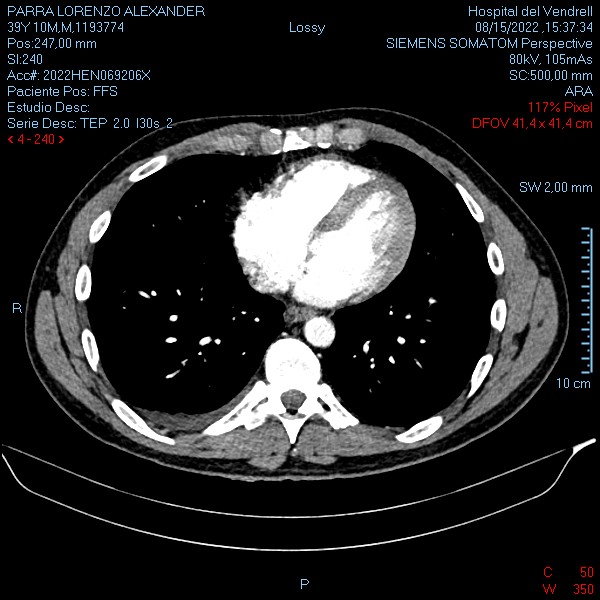 PARRA LORENZO ALEXANDER
39Y 10M,M,1193774
Pos:247,00 mm
SI:240
Acc#: 2022HEN069206X
Paciente Pos: FFS
Estudio Desc:
Serie Desc: TEP 2.0 I30s_2
< 4 - 240 >
Lossy
Hospital del Vendrell
08/15/2022 ,15:37:34
SIEMENS SOMATOM Perspective
80kV, 105mAs
SC:500,00 mm
ARA
117% Pixel
DFOV 41,4 x 41,4 cm
SW 2,00 mm
R
10 cm
P
C 50
W 350